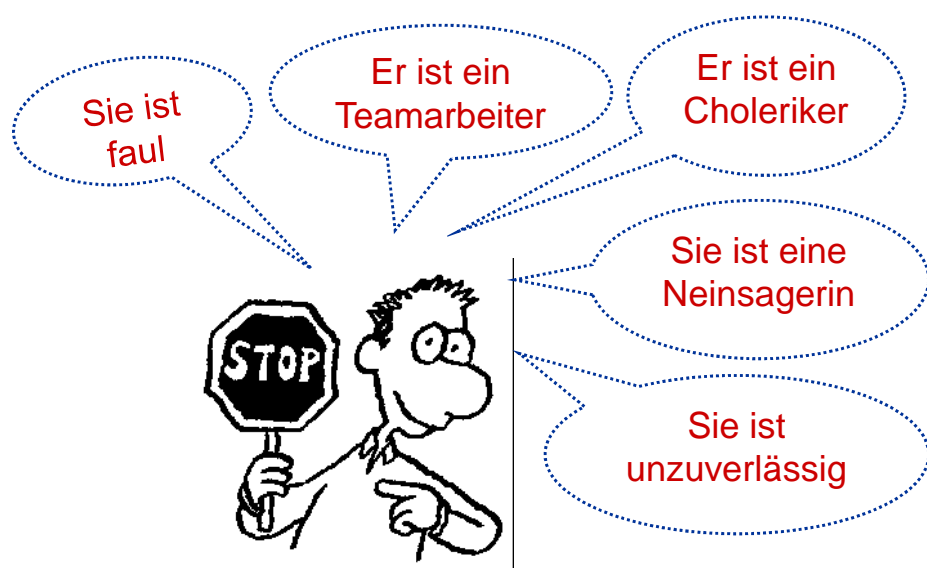 Sie ist
faul
Er ist ein
Teamarbeiter
Er ist ein
Choleriker
Sie ist eine
Neinsagerin
Sie ist
unzuverlässig
STOP